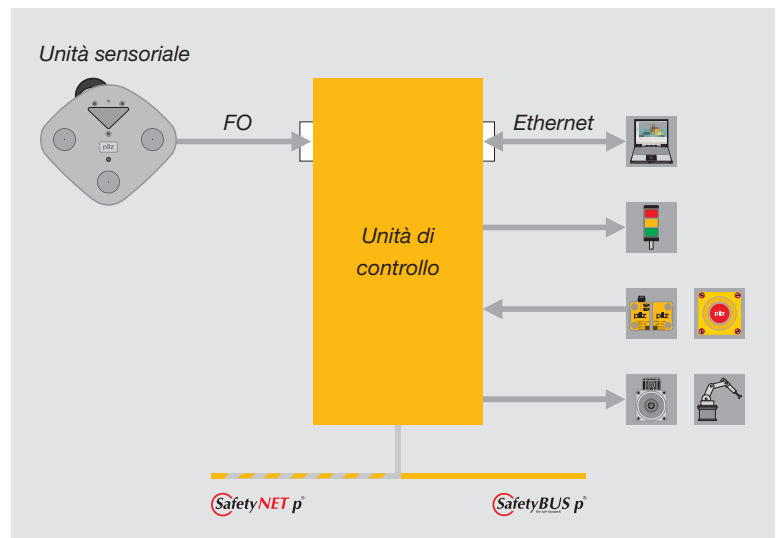 Unità sensoriale
FO
Ethernet
pilz
Unità di
controllo
pilz pilz
pilz
SafetyNET p®
SafetyBUS p®